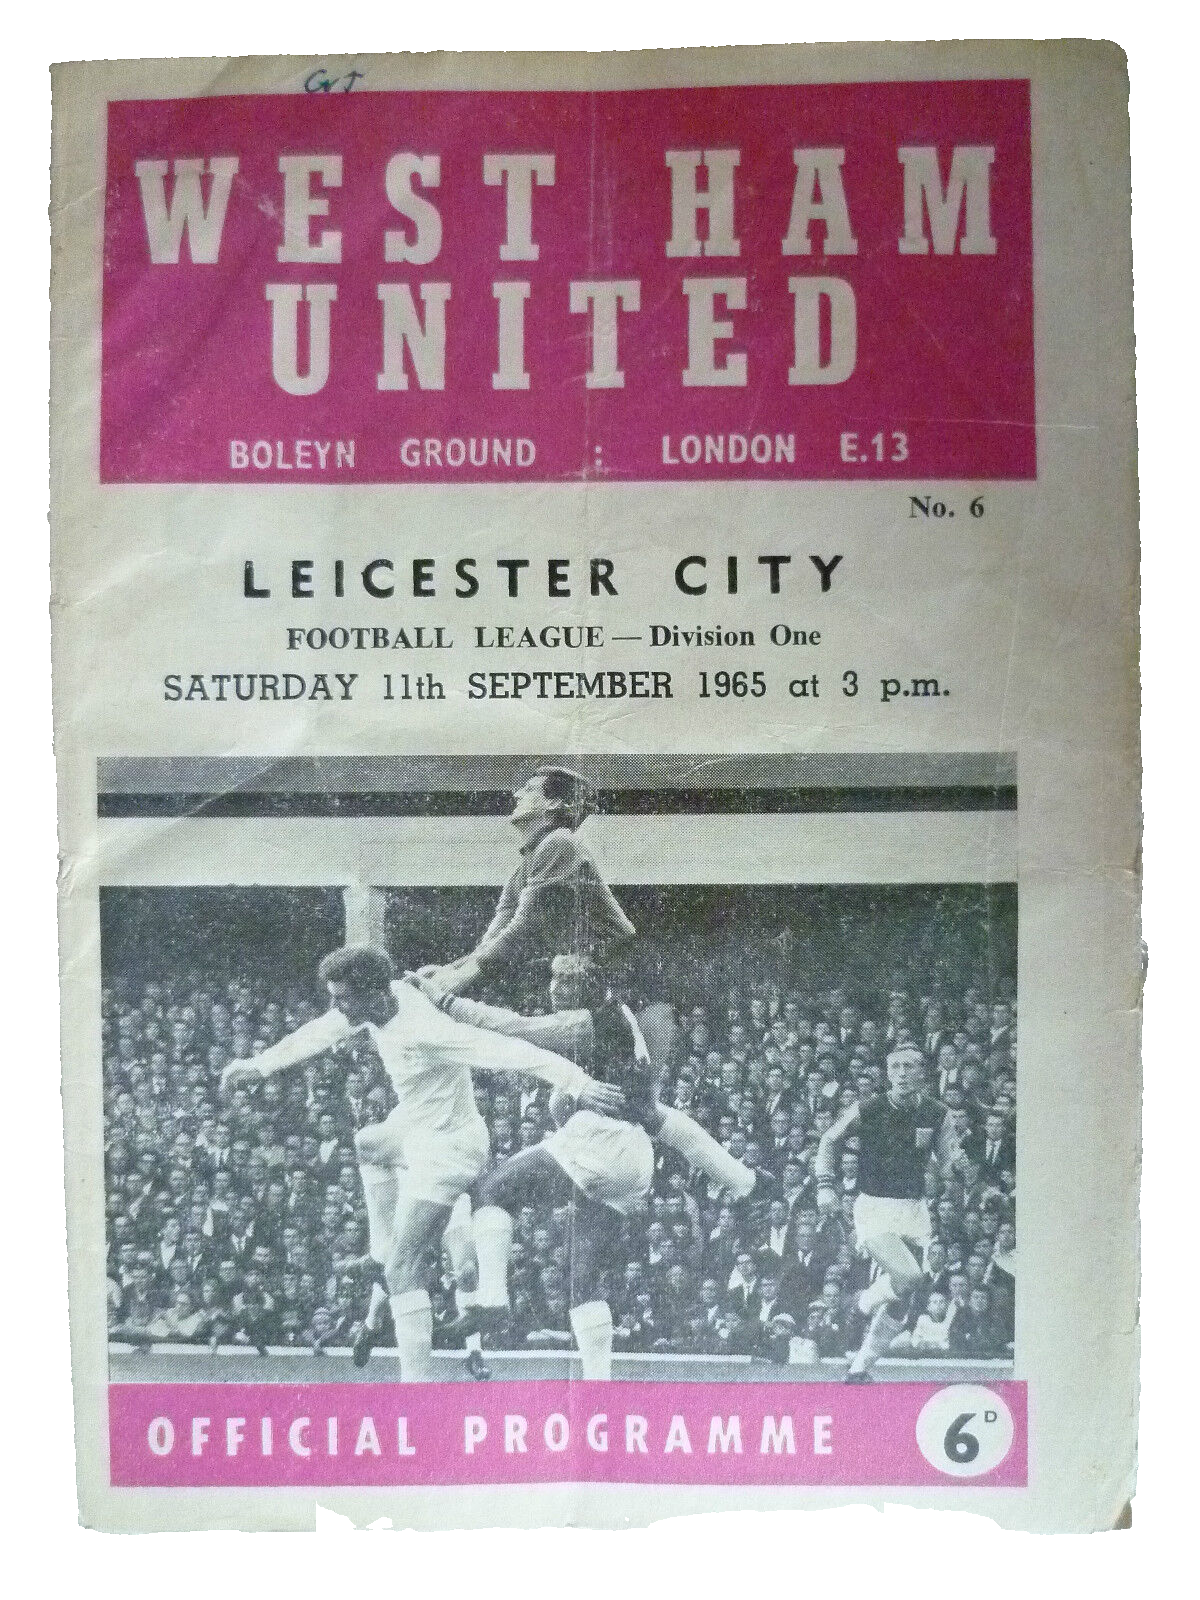 WEST HAM
UNITED
BOLEYN GROUND : LONDON E.13
No. 6
LEICESTER CITY
FOOTBALL LEAGUE — Division One
SATURDAY 11th SEPTEMBER 1965 at 3 p.m.
OFFICIAL PROGRAMME 6D